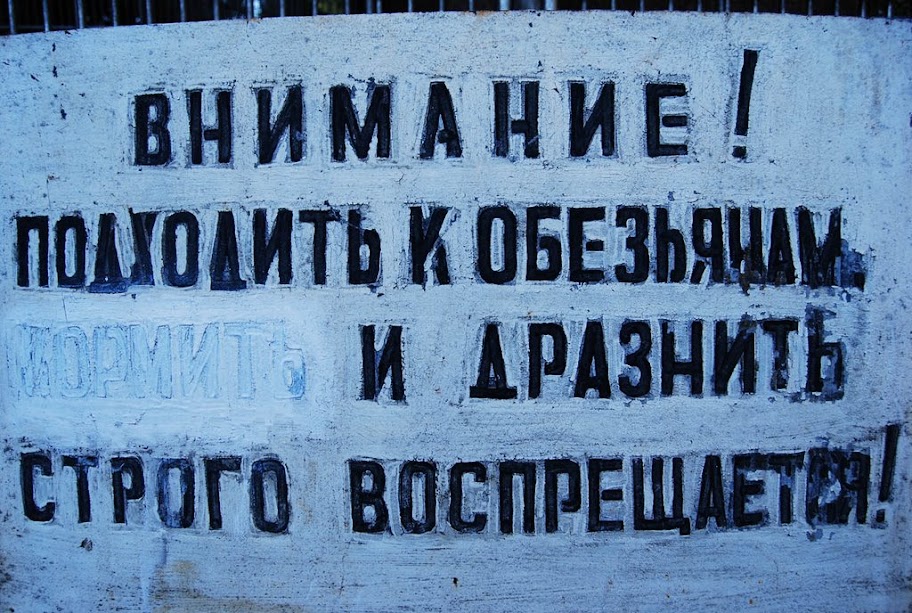 ВНИМАНИЕ!
ПОДХОДИТЬ К ОБЕЗЬЯНАМ,
КОРМИТЬ И ДРАЗНИТЬ
СТРОГО ВОСПРЕЩАЕТСЯ!